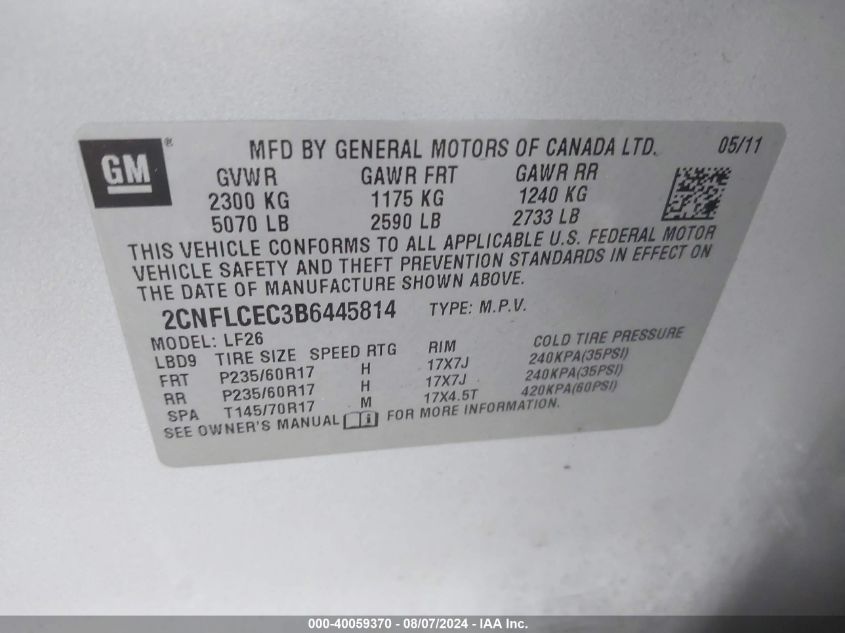 GM ® MFD BY GENERAL MOTORS OF CANADA LTD. 05/11
GVWR GAWR FRT GAWR RR
2300 KG 1175 KG 1240 KG
5070 LB 2590 LB 2733 LB
THIS VEHICLE CONFORMS TO ALL APPLICABLE U.S. FEDERAL MOTOR
VEHICLE SAFETY AND THEFT PREVENTION STANDARDS IN EFFECT ON
THE DATE OF MANUFACTURE SHOWN ABOVE.
2CNFLCEC3B6445814 TYPE: M.P.V.
MODEL: LF26
LBD9 TIRE SIZE SPEED RTG RIM COLD TIRE PRESSURE
FRT P235/60R17 H 17X7J 240KPA(35PSI)
RR P235/60R17 H 17X7J 240KPA(35PSI)
SPA T145/70R17 M 17X4.5T 420KPA(60PSI)
SEE OWNER'S MANUAL i FOR MORE INFORMATION.
000-40059370 - 08/07/2024 - IAA Inc.